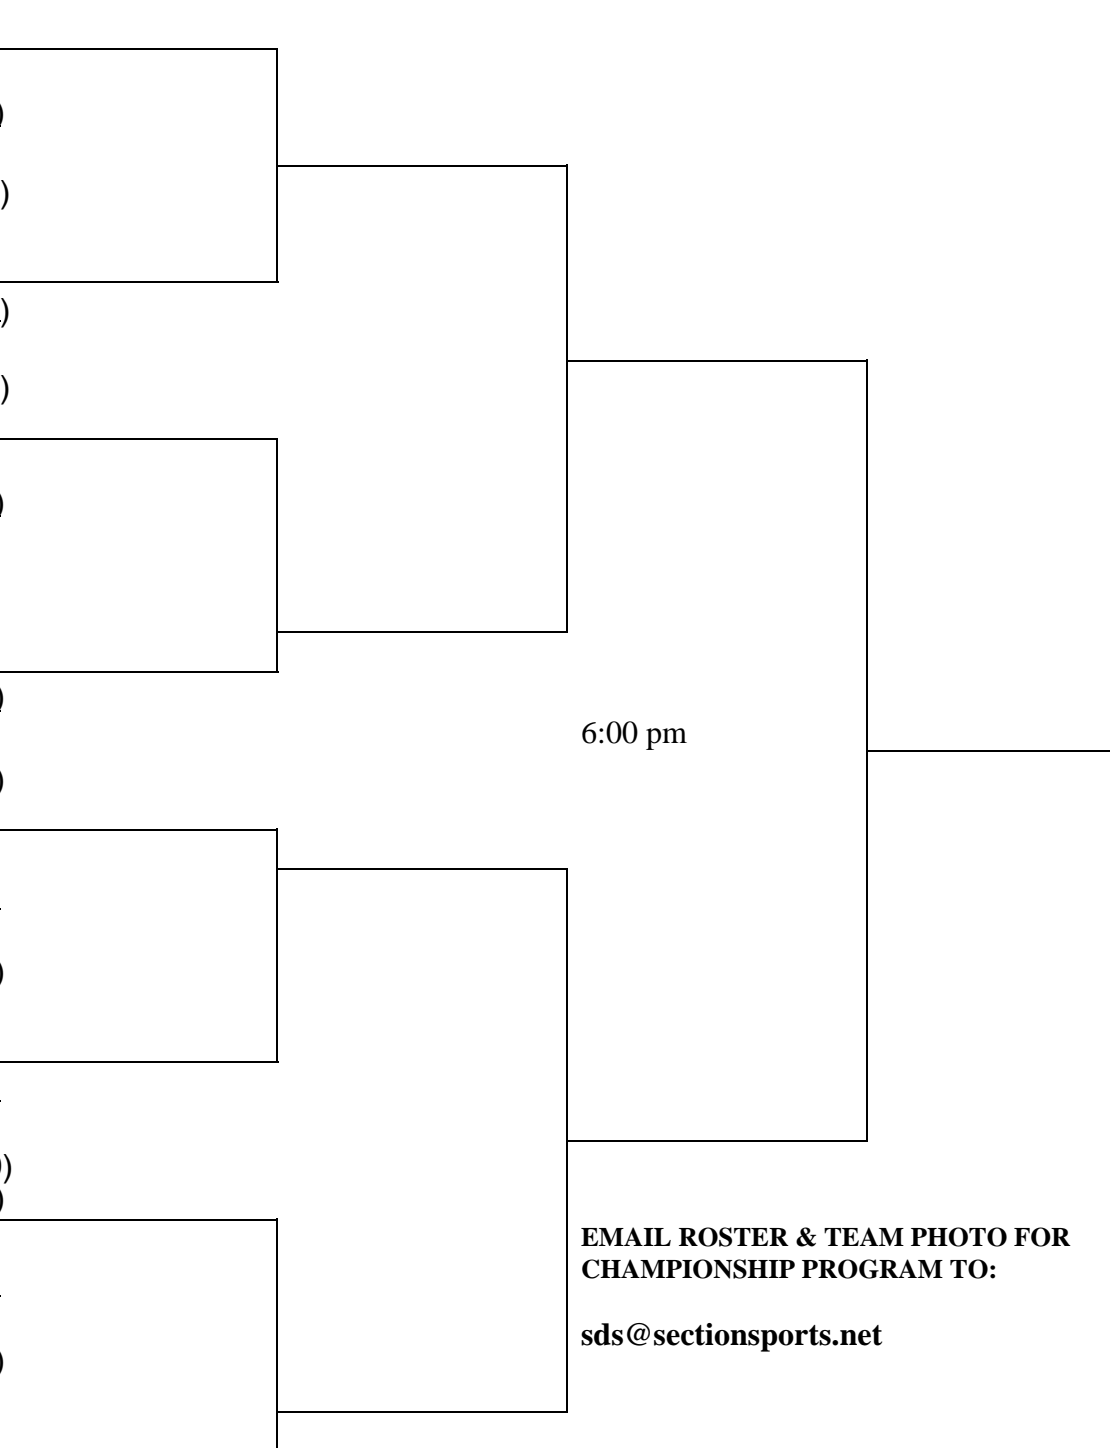 6:00 pm
EMAIL ROSTER & TEAM PHOTO FOR
CHAMPIONSHIP PROGRAM TO:
sds@sectionsports.net